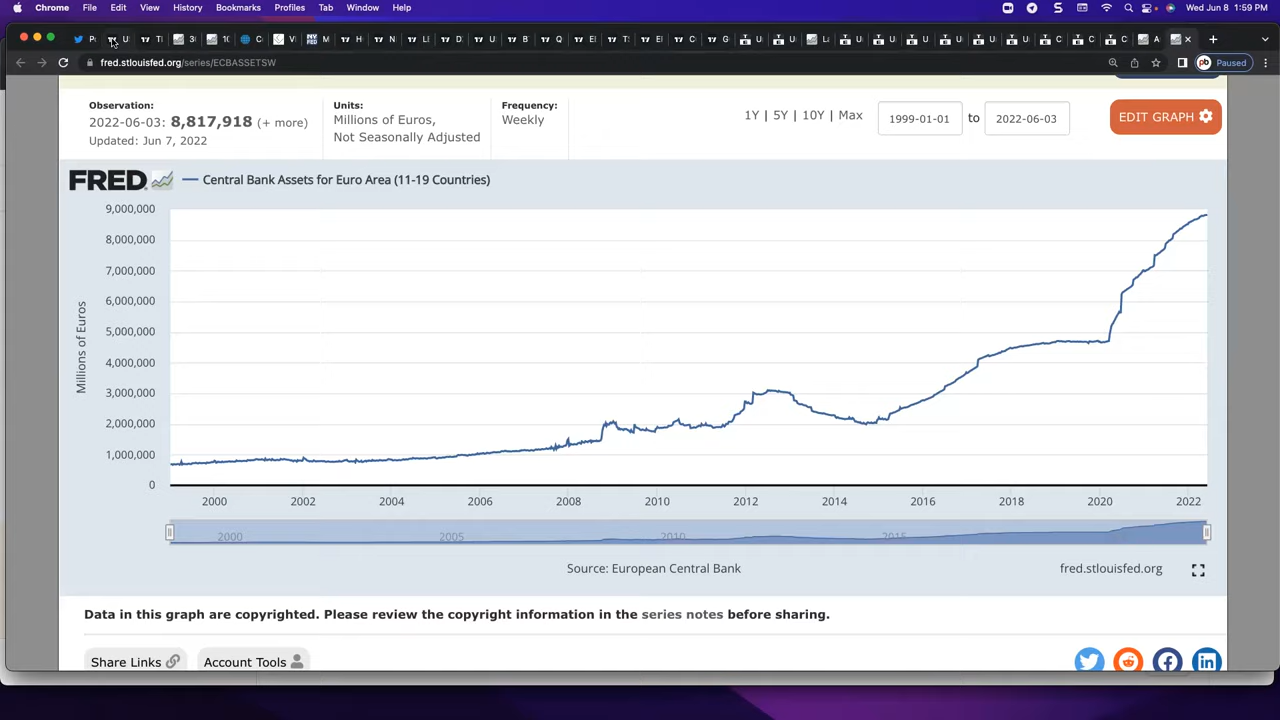 Chrome File Edit View History Bookmarks Profiles Tab Window Help Wed Jun 8 1:59 PM
fred.stlouisfed.org/series/ECBASSETSW Paused
Observation: Units: Frequency:
2022-06-03: 8,817,918 (+ more) Millions of Euros, Weekly
Updated: Jun 7, 2022 Not Seasonally Adjusted
1Y | 5Y | 10Y | Max 1999-01-01 to 2022-06-03 EDIT GRAPH
FRED Central Bank Assets for Euro Area (11-19 Countries)
9,000,000
8,000,000
7,000,000
6,000,000
5,000,000
4,000,000
3,000,000
2,000,000
1,000,000
0
Millions of Euros
2000 2002 2004 2006 2008 2010 2012 2014 2016 2018 2020 2022
2000 2005 2010 2015
Source: European Central Bank fred.stlouisfed.org
Data in this graph are copyrighted. Please review the copyright information in the series notes before sharing.
Share Links Account Tools